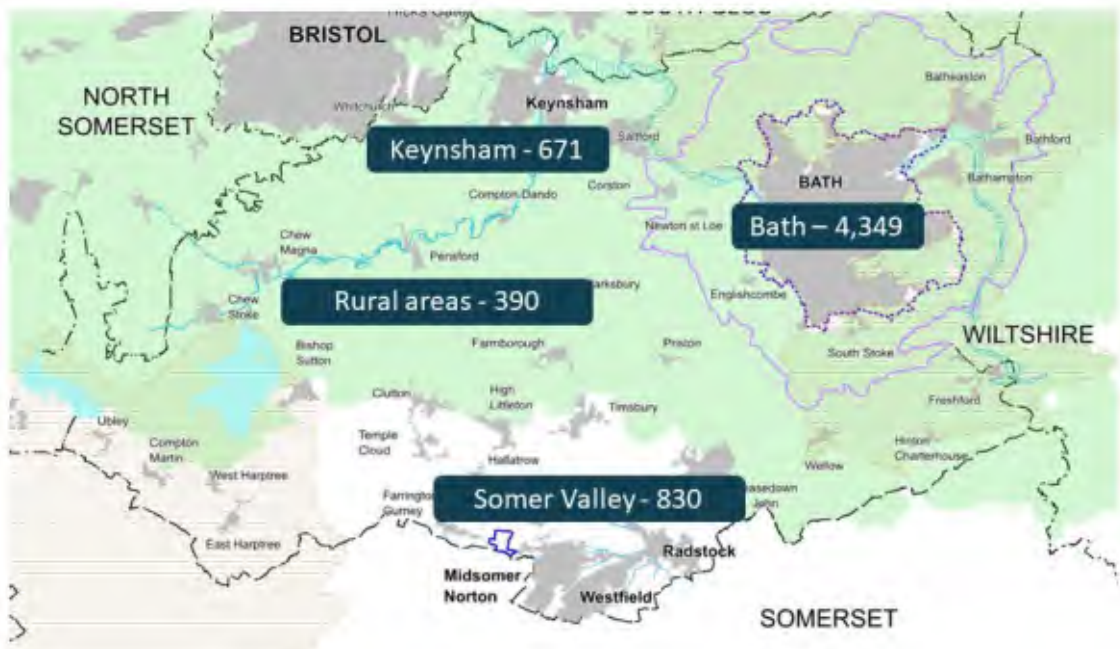 BRISTOL
NORTH
SOMERSET
Whitchurch
Keynsham
Saltford
Batheaston
Bathford
Bathampton
Keynsham - 671
BATH
Corston
Compton Dando
Newton st Loe
Bath – 4,349
Chew
Magna
Pensford
Englishcombe
Rural areas - 390
Chew
Stoke
WILTSHIRE
South Stoke
Bishop
Sutton
Farmborough
Priston
Freshford
Clutton
High
Littleton
Timsbury
Ubley
Compton
Martin
Temple
Cloud
Hallatrow
Hinton
Charterhouse
Wellow
West Harptree
Farrington
Gurney
Somer Valley - 830
John
East Harptree
Radstock
Midsomer
Norton
Westfield
SOMERSET